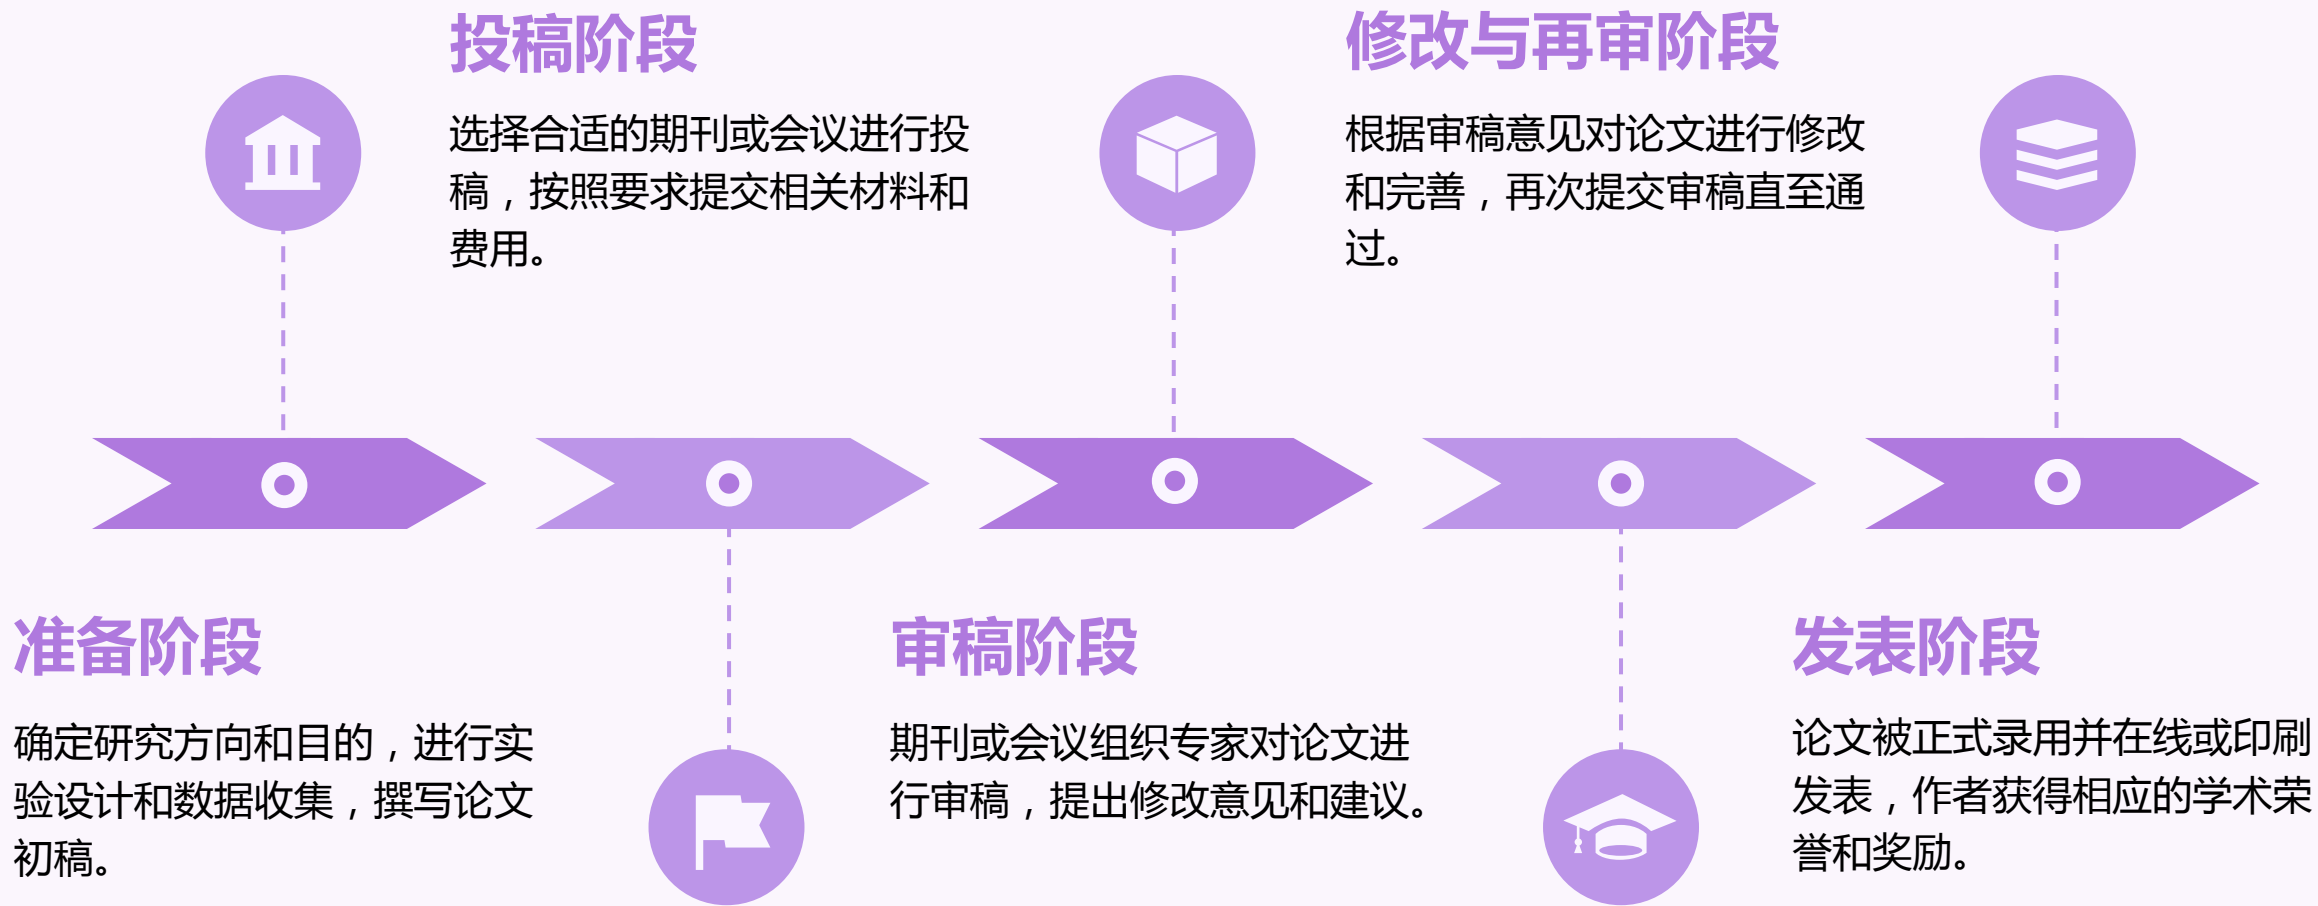 投稿阶段
选择合适的期刊或会议进行投
稿，按照要求提交相关材料和
费用。
修改与再审阶段
根据审稿意见对论文进行修改
和完善，再次提交审稿直至通
过。
准备阶段
确定研究方向和目的，进行实
验设计和数据收集，撰写论文
初稿。
审稿阶段
期刊或会议组织专家对论文进
行审稿，提出修改意见和建议。
发表阶段
论文被正式录用并在线或印刷
发表，作者获得相应的学术荣
誉和奖励。